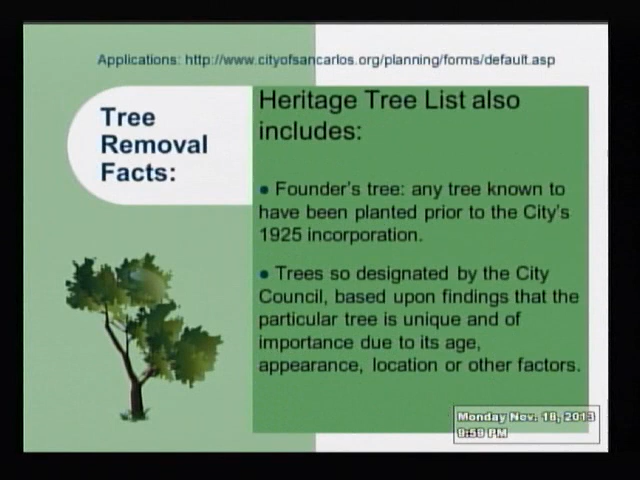 Applications: http://www.cityofsancarlos.org/planning/forms/default.asp
Tree
Removal
Facts:
Heritage Tree List also
includes:
● Founder's tree: any tree known to
have been planted prior to the City's
1925 incorporation.
● Trees so designated by the City
Council, based upon findings that the
particular tree is unique and of
importance due to its age,
appearance, location or other factors.
Monday Nov. 18, 2013
9:59 PM